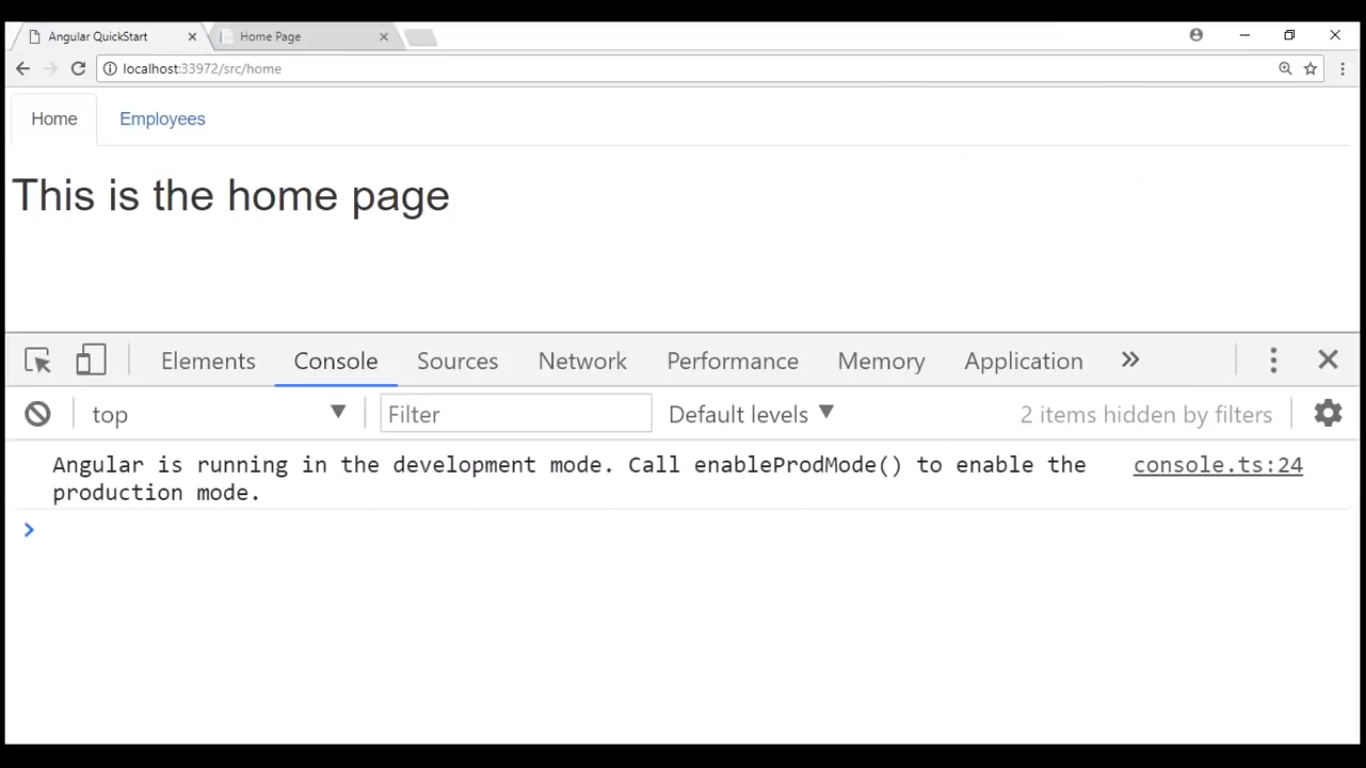 Angular QuickStart
Home Page
localhost:33972/src/home
Home Employees
This is the home page
Elements Console Sources Network Performance Memory Application
top Filter Default levels 2 items hidden by filters
Angular is running in the development mode. Call enableProdMode() to enable the console.ts:24
production mode.